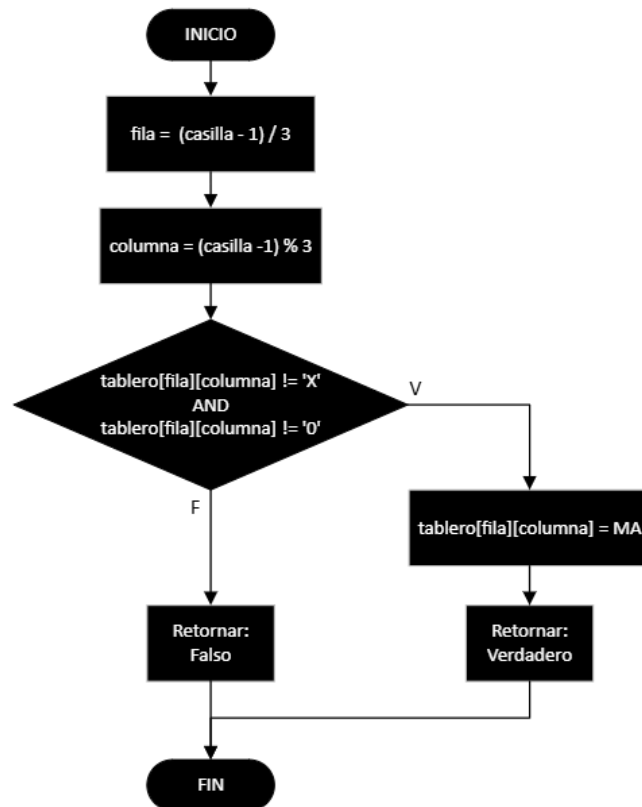 INICIO
fila = (casilla - 1) / 3
columna = (casilla -1) % 3
tablero[fila][columna] != 'X'
AND
tablero[fila][columna] != '0'
V
F
tablero[fila][columna] = MA
Retornar:
Falso
Retornar:
Verdadero
FIN